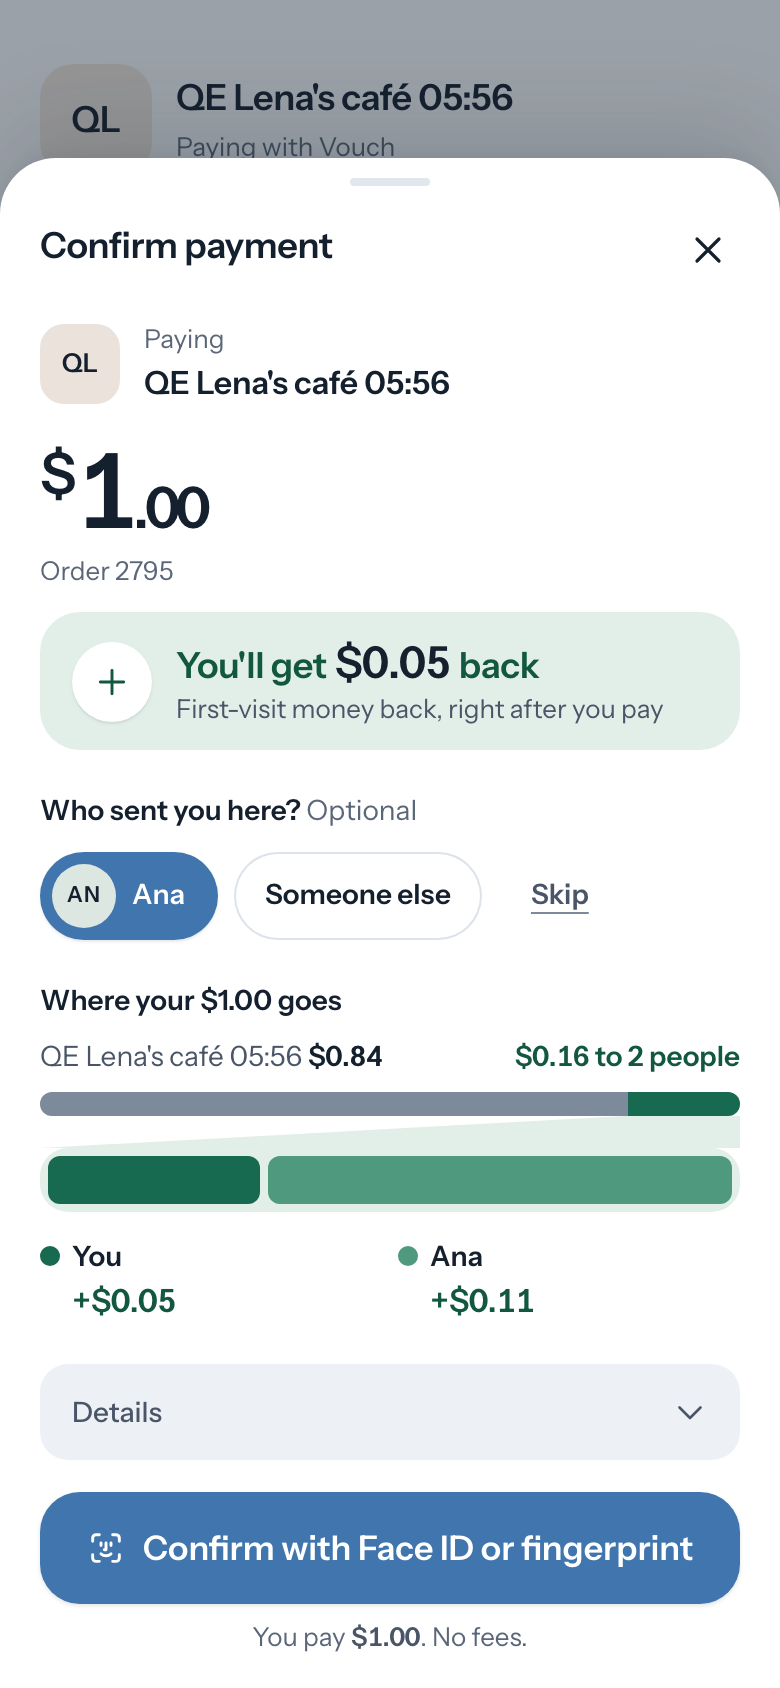 QL
QE Lena's café 05:56
Paying with Vouch
Confirm payment
QL
Paying
QE Lena's café 05:56
$1.00
Order 2795
You'll get $0.05 back
First-visit money back, right after you pay
Who sent you here? Optional
AN Ana
Someone else
Skip
Where your $1.00 goes
QE Lena's café 05:56 $0.84
$0.16 to 2 people
You
+$0.05
Ana
+$0.11
Details
Confirm with Face ID or fingerprint
You pay $1.00. No fees.